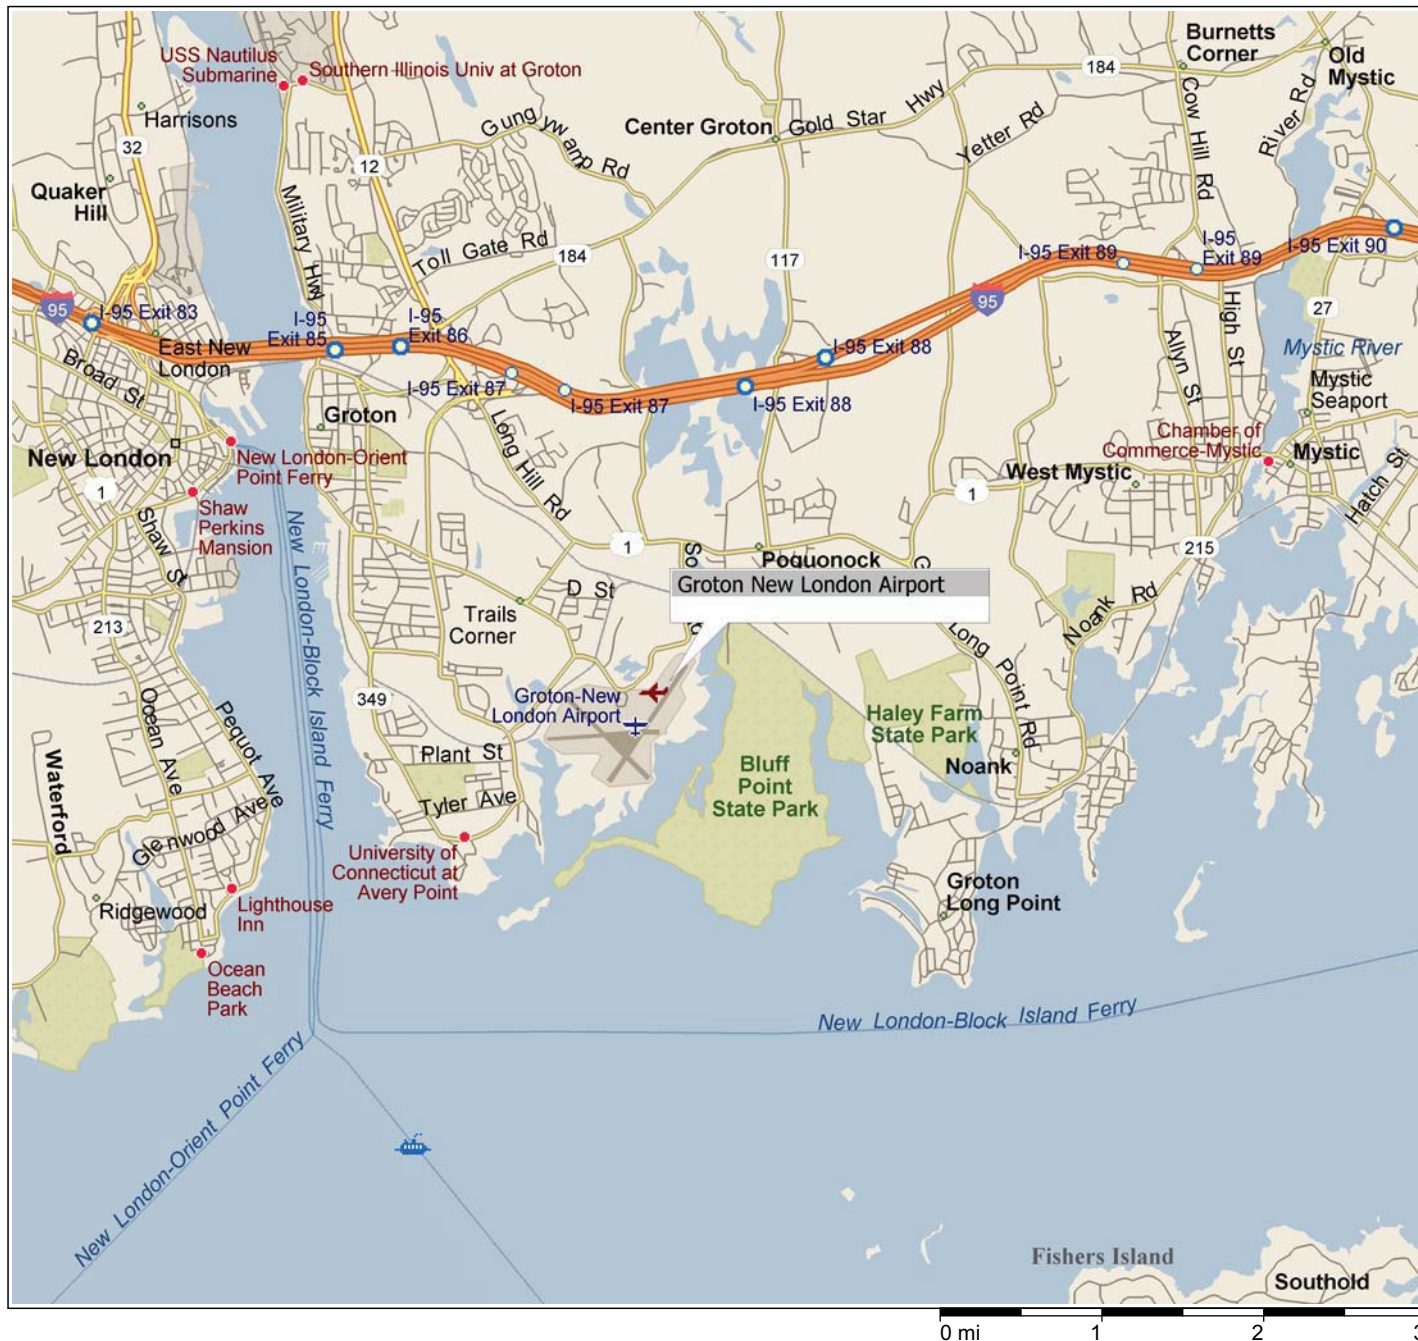 USS Nautilus
Submarine
Southern Illinois Univ at Groton
Burnetts
Corner
Old
Mystic
184
Harrisons
Gungywamp Rd
Center Groton
Gold Star Hwy
Yetter Rd
Cow Hill Rd
River Rd
32
12
Quaker
Hill
Military Hwy
Toll Gate Rd
184
117
I-95 Exit 89
I-95
Exit 89
I-95 Exit 90
95
I-95 Exit 83
I-95
Exit 85
I-95
Exit 86
95
27
East New
London
Broad St
I-95 Exit 87
I-95 Exit 87
I-95 Exit 88
I-95 Exit 88
High St
Allyn St
Mystic River
Mystic
Seaport
Groton
Long Hill Rd
New London
New London-Orient
Point Ferry
Chamber of
Commerce-Mystic
Mystic
West Mystic
Hatch St
1
1
Shaw
Perkins
Mansion
Shaw St
New London-Block Island Ferry
1
Poquonock
215
Groton New London Airport
D St
Trails
Corner
Noank Rd
Long Point Rd
213
349
Groton-New
London Airport
Haley Farm
State Park
Ocean Ave
Pequot Ave
Plant St
Noank
Waterford
Bluff
Point
State Park
Tyler Ave
Glenwood Ave
University of
Connecticut at
Avery Point
Groton
Long Point
Ridgewood
Lighthouse
Inn
Ocean
Beach
Park
New London-Block Island Ferry
New London-Orient Point Ferry
Fishers Island
Southold
0 mi 1 2 3